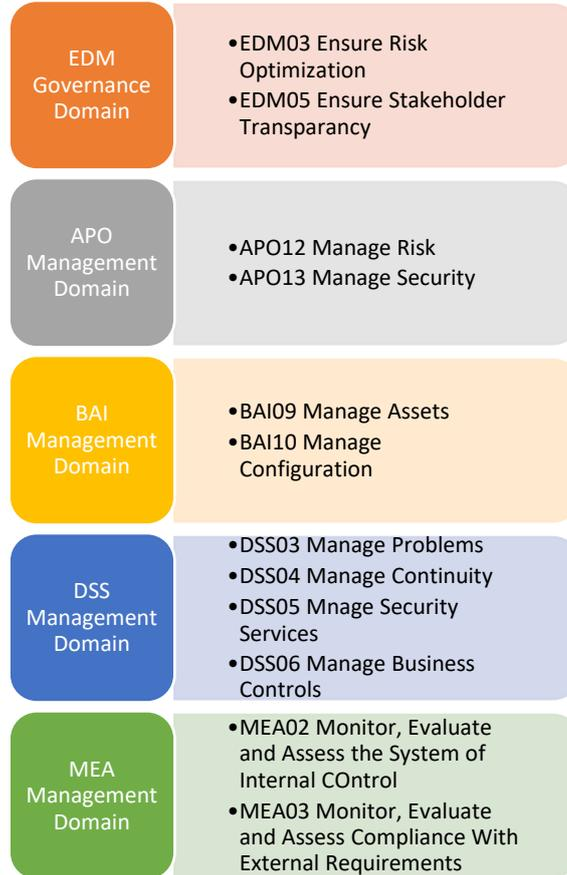 EDM
Governance
Domain
•EDM03 Ensure Risk
Optimization
•EDM05 Ensure Stakeholder
Transparancy
APO
Management
Domain
•APO12 Manage Risk
•APO13 Manage Security
BAI
Management
Domain
•BAI09 Manage Assets
•BAI10 Manage
Configuration
DSS
Management
Domain
•DSS03 Manage Problems
•DSS04 Manage Continuity
•DSS05 Mnage Security
Services
•DSS06 Manage Business
Controls
MEA
Management
Domain
•MEA02 Monitor, Evaluate
and Assess the System of
Internal COntrol
•MEA03 Monitor, Evaluate
and Assess Compliance With
External Requirements